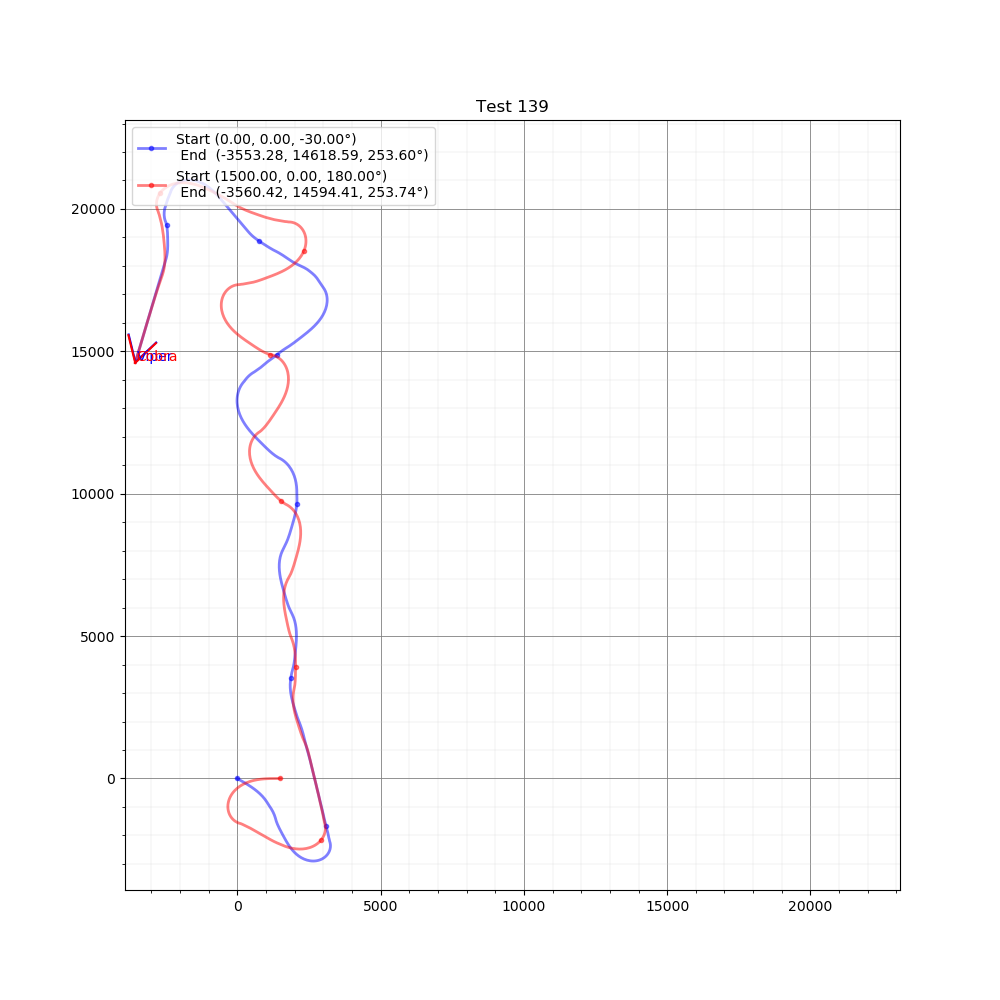 Test 139
Start (0.00, 0.00, -30.00°)
End (-3553.28, 14618.59, 253.60°)
Start (1500.00, 0.00, 180.00°)
End (-3560.42, 14594.41, 253.74°)
20000
15000
10000
5000
0
0 5000 10000 15000 20000